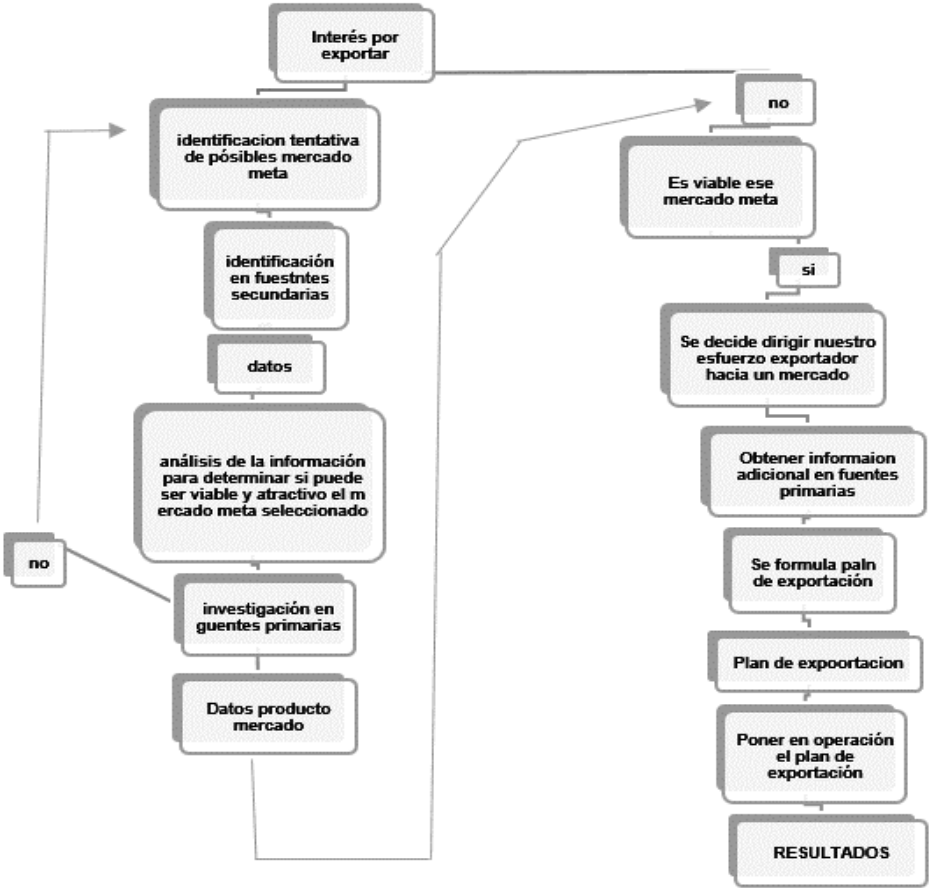 Interés por
exportar
identificacion tentativa
de pósibles mercado
meta
identificación
en fuestntes
secundarias
datos
análisis de la información
para determinar si puede
ser viable y atractivo el m
ercado meta seleccionado
no
investigación en
guentes primarias
Datos producto
mercado
no
Es viable ese
mercado meta
si
Se decide dirigir nuestro
esfuerzo exportador
hacia un mercado
Obtener informaion
adicional en fuentes
primarias
Se formula paln
de exportación
Plan de expoortacion
Poner en operación
el plan de
exportación
RESULTADOS